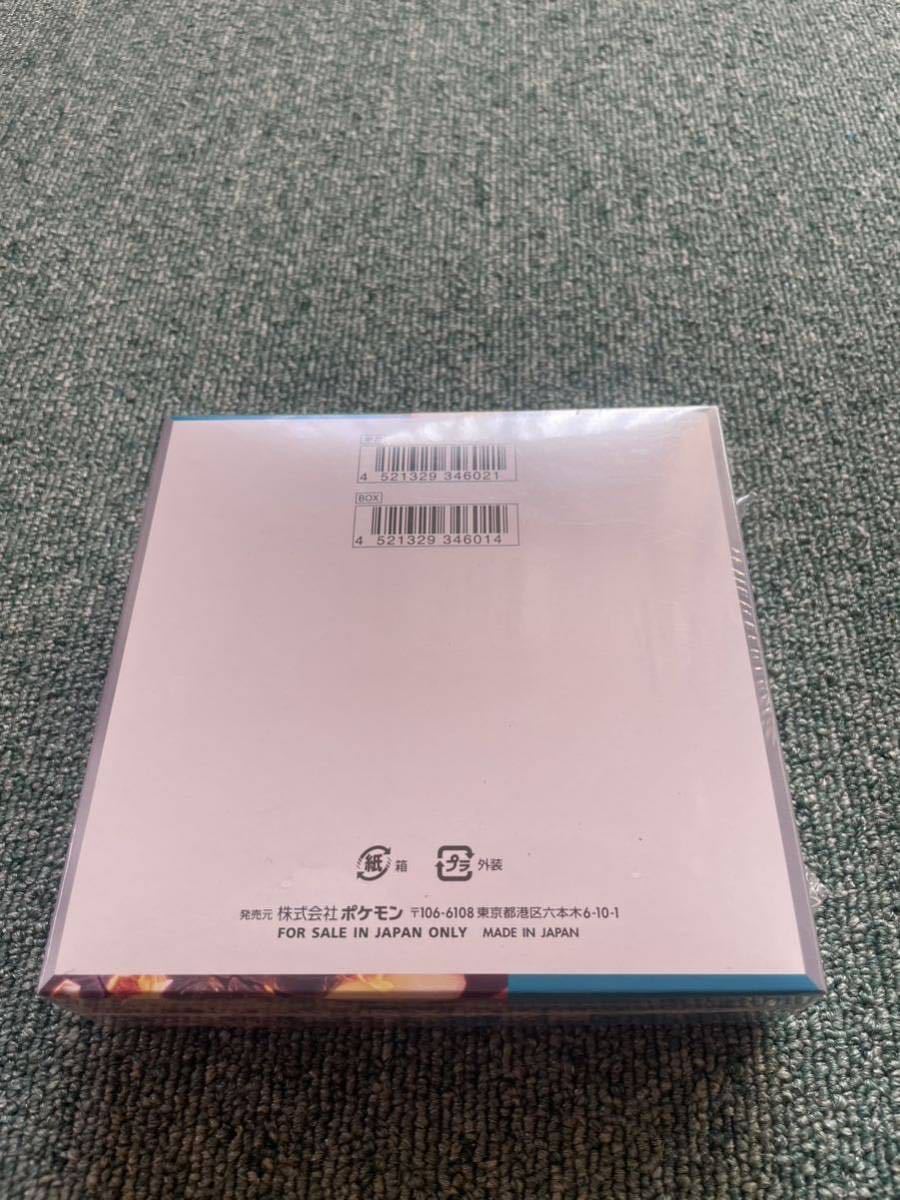 4 521329 346021
BOX
4 521329 346014
紙 箱 プラ 外装
発売元 株式会社ポケモン 〒106-6108 東京都港区六本木6-10-1
FOR SALE IN JAPAN ONLY MADE IN JAPAN